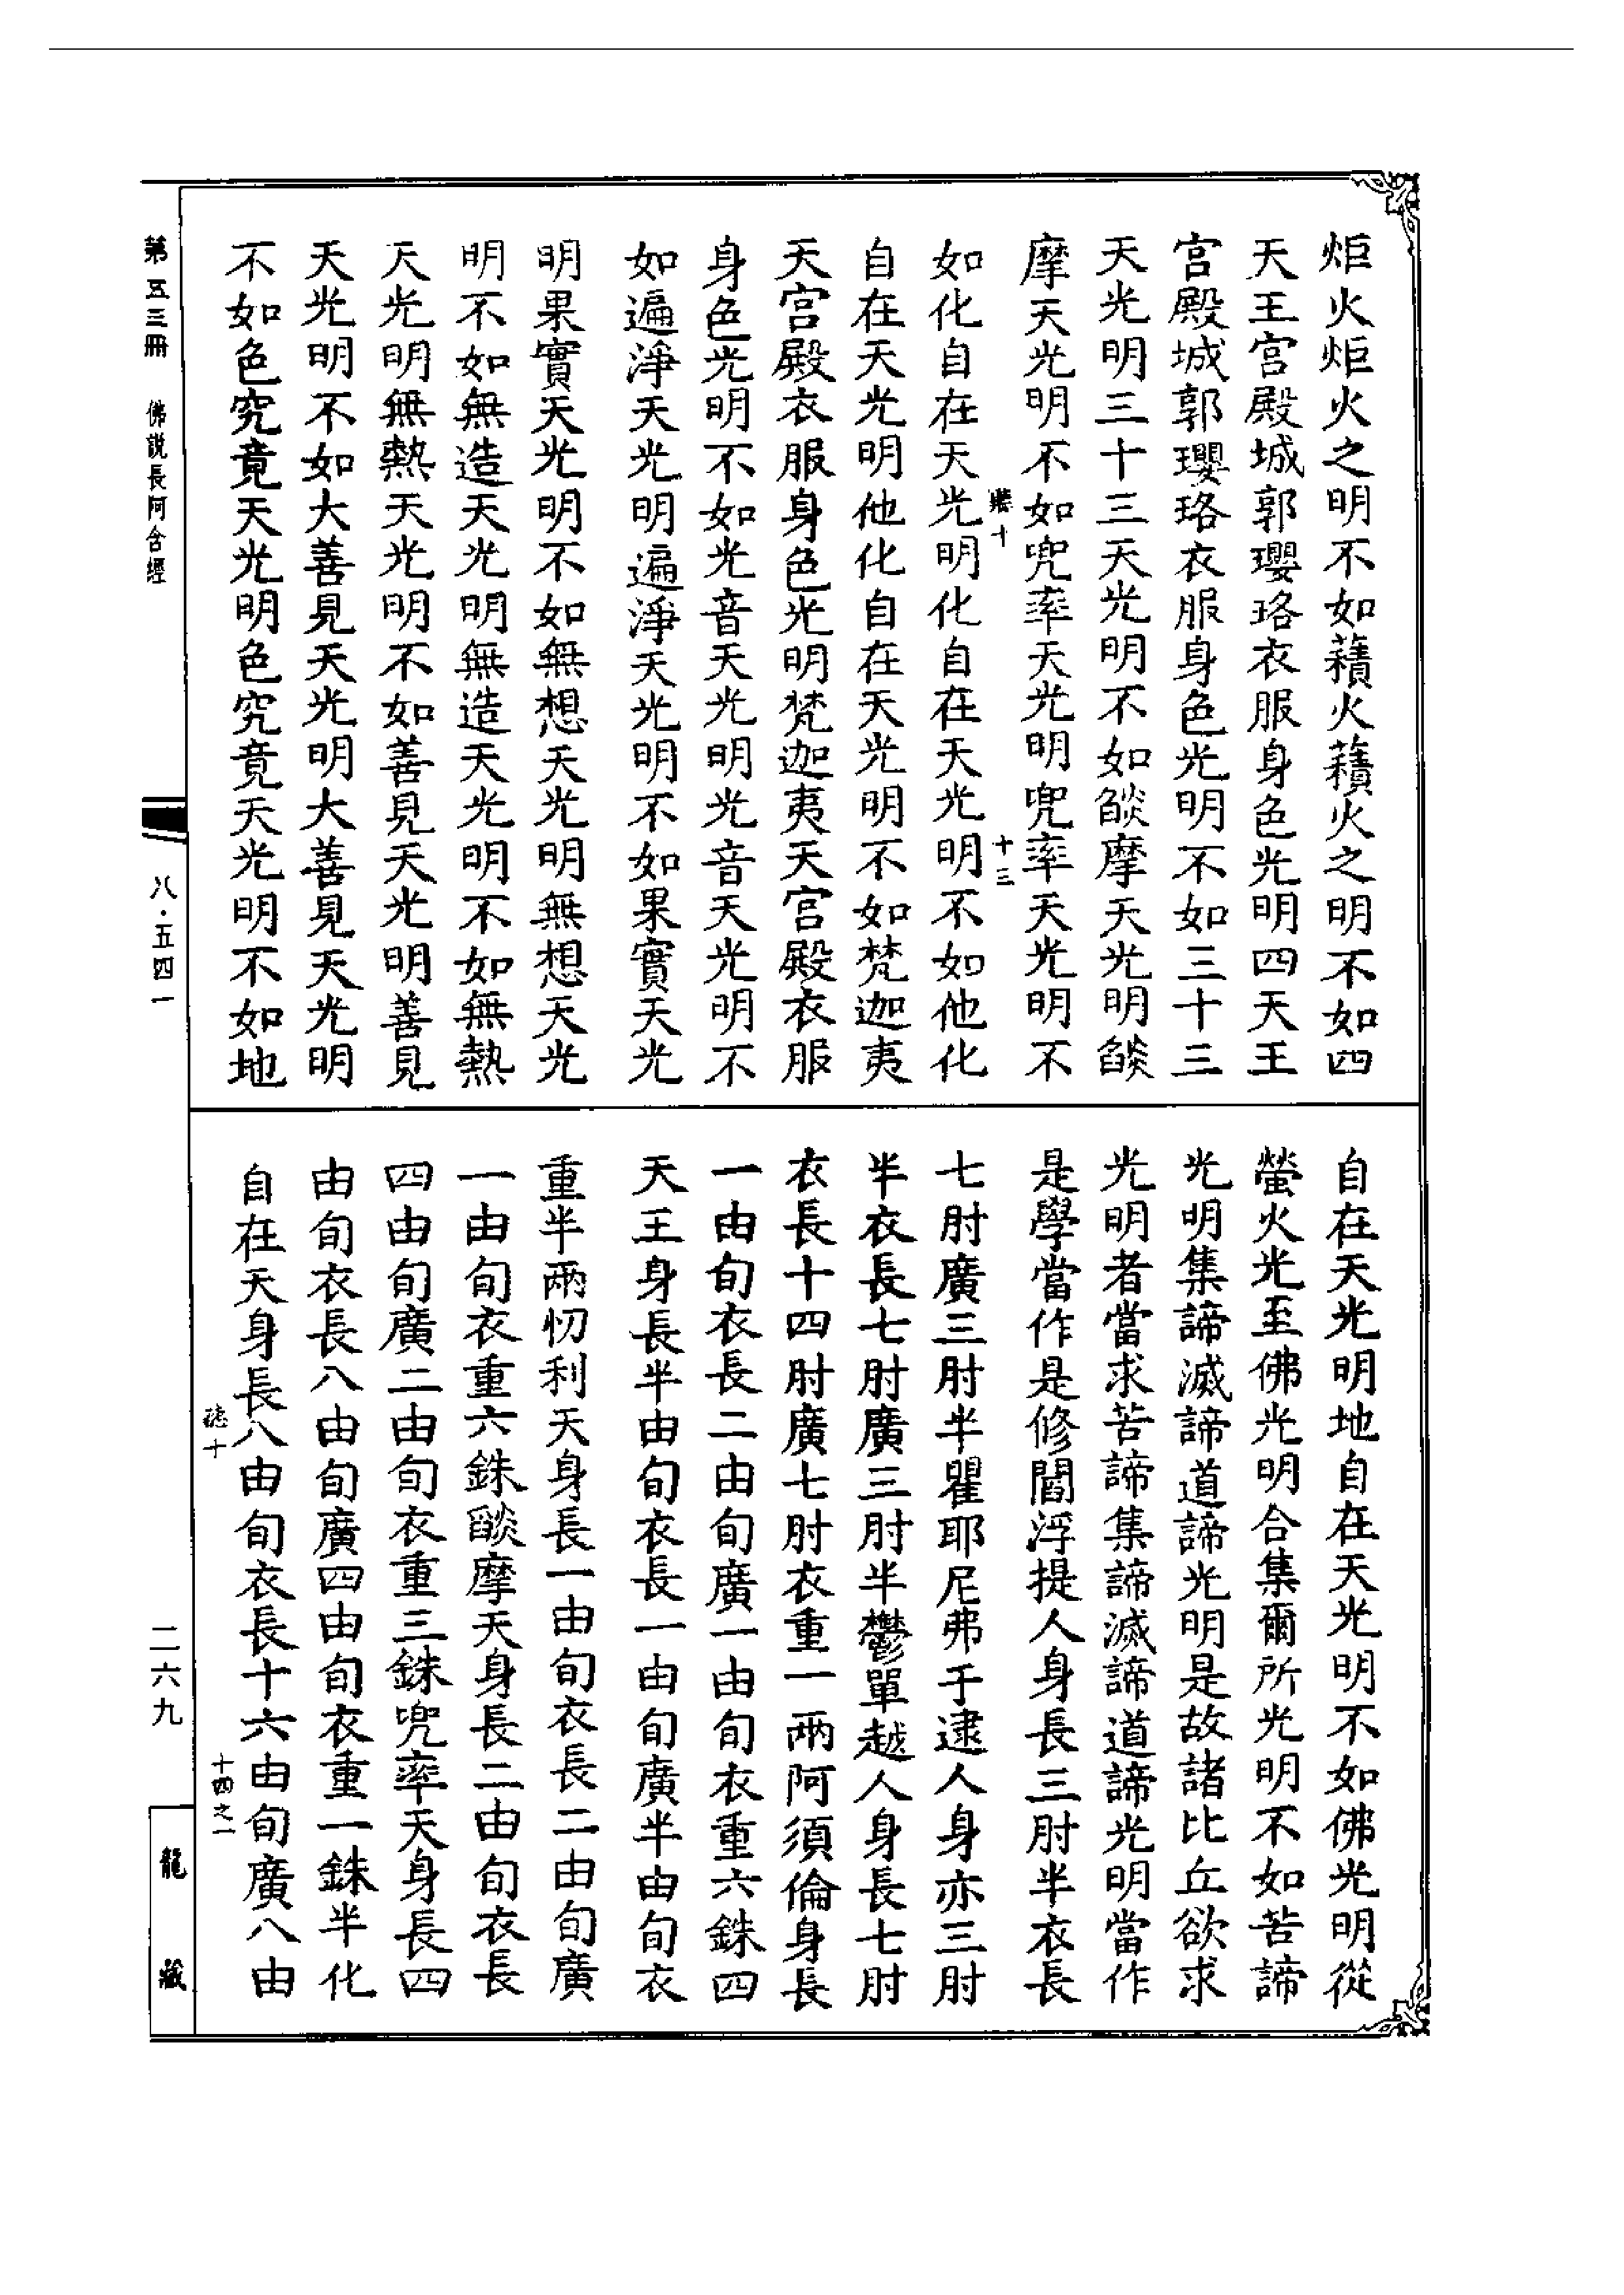 炬火炬火之明不如𧂐火𧂐火之明不如四
天王宮殿城郭瓔珞衣服身色光明四天王
宮殿城郭瓔珞衣服身色光明不如三十三
天光明三十三天光明不如燄摩天光明燄
摩天光明不如兜率天光明兜率天光明不
十三
如化自在天光明化自在天光明不如他化
自在天光明他化自在天光明不如梵迦夷
天宮殿衣服身色光明梵迦夷天宮殿衣服
身色光明不如光音天光明光音天光明不
如遍淨天光明遍淨天光明不如果實天光
明果實天光明不如無想天光明無想天光
明不如無造天光明無造天光明不如無熱
天光明無熱天光明不如善見天光明善見
天光明不如大善見天光明大善見天光明
不如色究竟天光明色究竟天光明不如地
自在天光明地自在天光明不如佛光明從
螢火光至佛光明合集爾所光明不如苦諦
光明集諦滅諦道諦光明是故諸比丘欲求
光明者當求苦諦集諦滅諦道諦光明當作
是學當作是修閻浮提人身長三肘半衣長
七肘廣三肘半瞿耶尼弗于逮人身亦三肘
半衣長七肘廣三肘半鬱單越人身長七肘
衣長十四肘廣七肘衣重一兩阿須倫身長
一由旬衣長二由旬廣一由旬衣重六銖四
天王身長半由旬衣長一由旬廣半由旬衣
重半兩忉利天身長一由旬衣長二由旬廣
一由旬衣重六銖燄摩天身長二由旬衣長
四由旬廣二由旬衣重三銖兜率天身長四
由旬衣長八由旬廣四由旬衣重一銖半化
自在天身長八由旬衣長十六由旬廣八由
聽十
十四之一
第五三冊 佛說長阿含經
八·五四一
二六九
龍藏